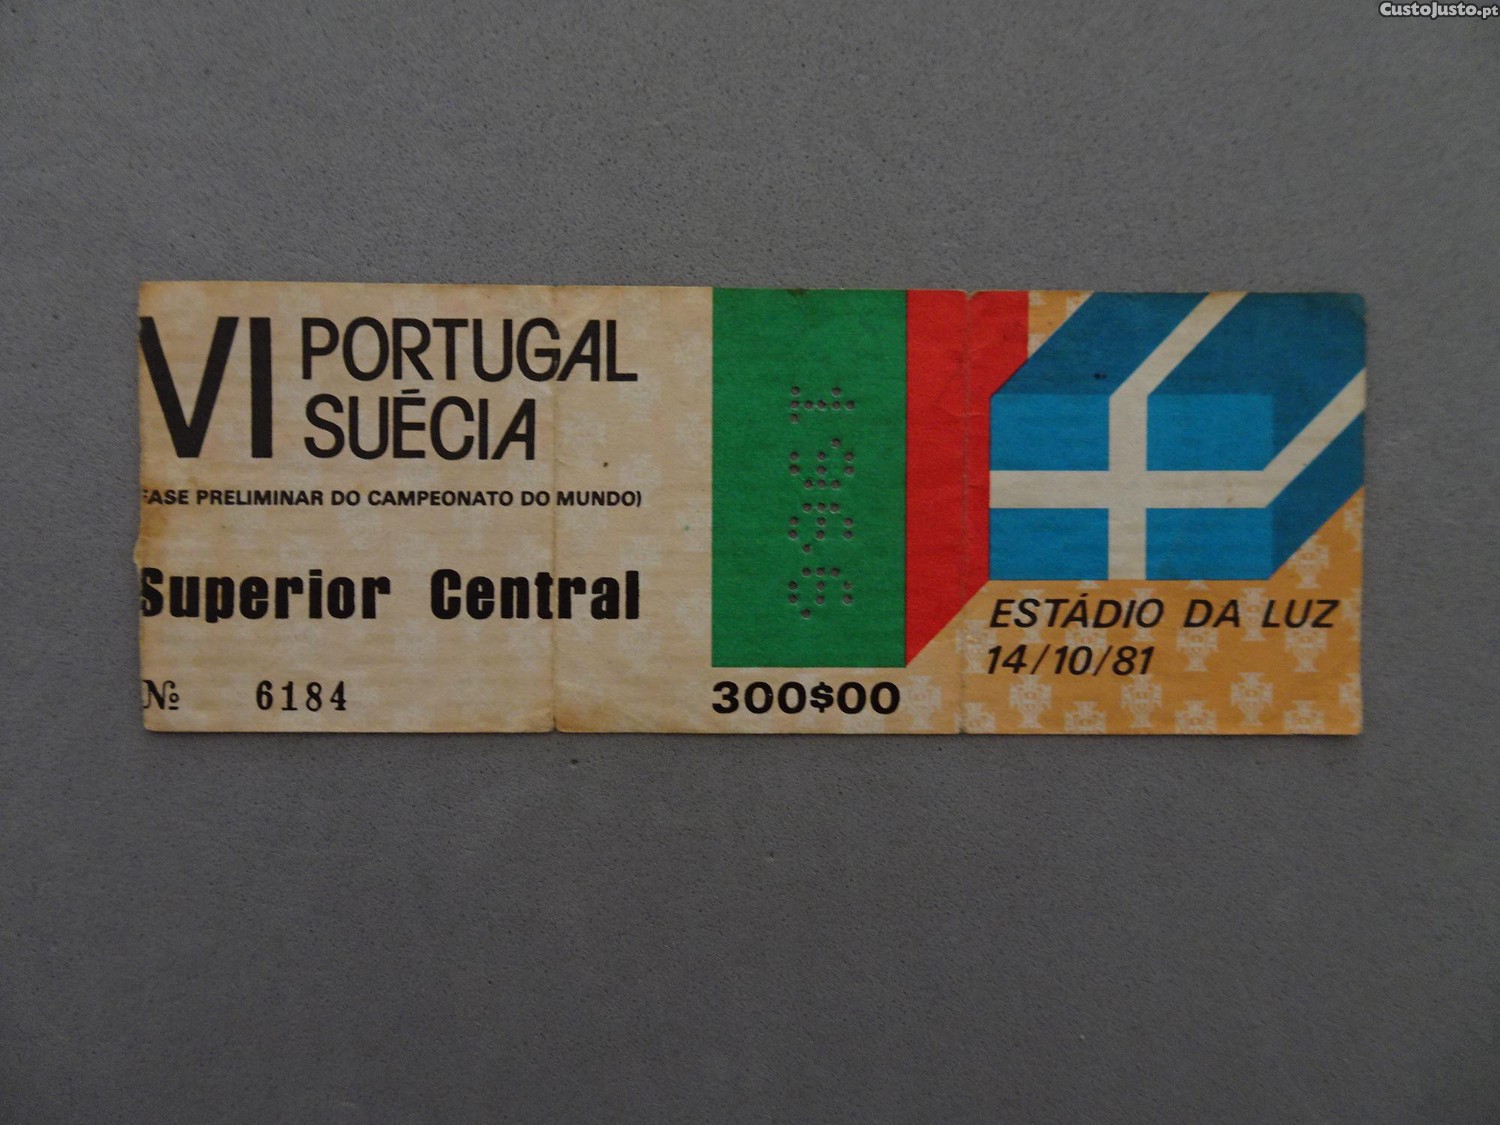 CustoJusto.pt
VI PORTUGAL
SUÉCIA
FASE PRELIMINAR DO CAMPEONATO DO MUNDO)
Superior Central
Nº 6184
300$00
ESTÁDIO DA LUZ
14/10/81